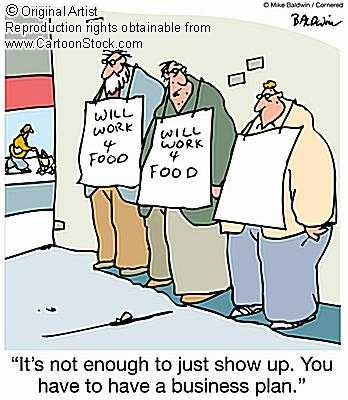 © Original Artist
Reproduction rights obtainable from
www.CartoonStock.com
© Mike Baldwin / Cornered
BALDWIN
WILL
WORK
4
FOOD
WILL
WORK
4
FOOD
"It's not enough to just show up. You
have to have a business plan."